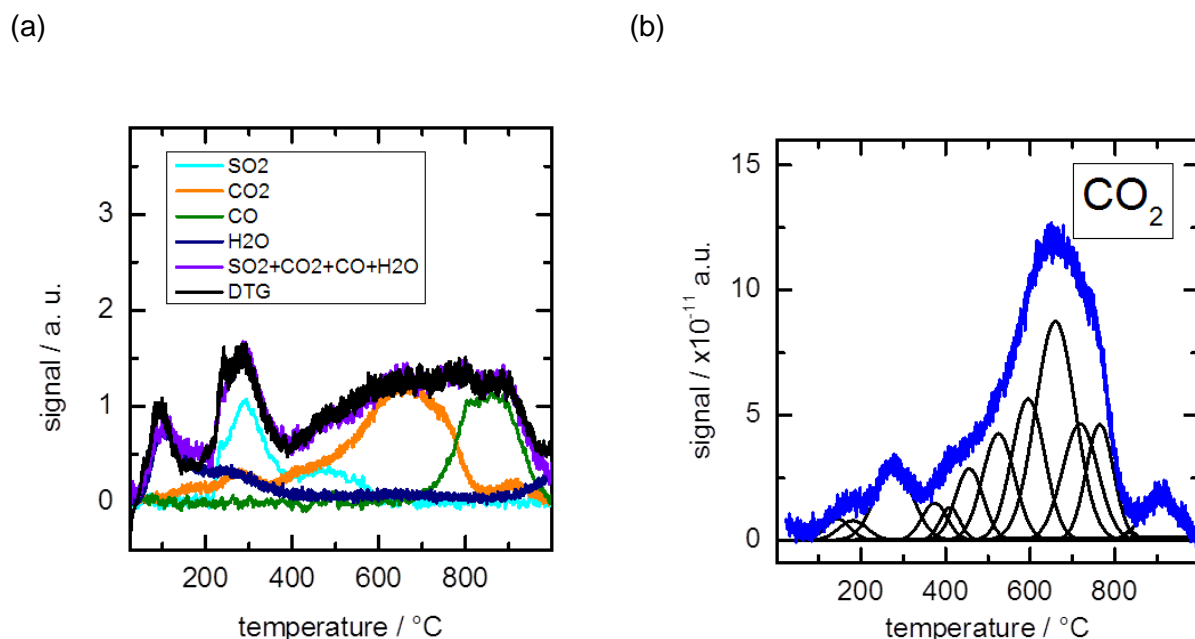 (a)
(b)
3
2
1
0
signal / a. u.
SO2
CO2
CO
H2O
SO2+CO2+CO+H2O
DTG
200 400 600 800
temperature / °C
15
10
5
0
signal / x10⁻¹¹ a.u.
CO₂
200 400 600 800
temperature / °C